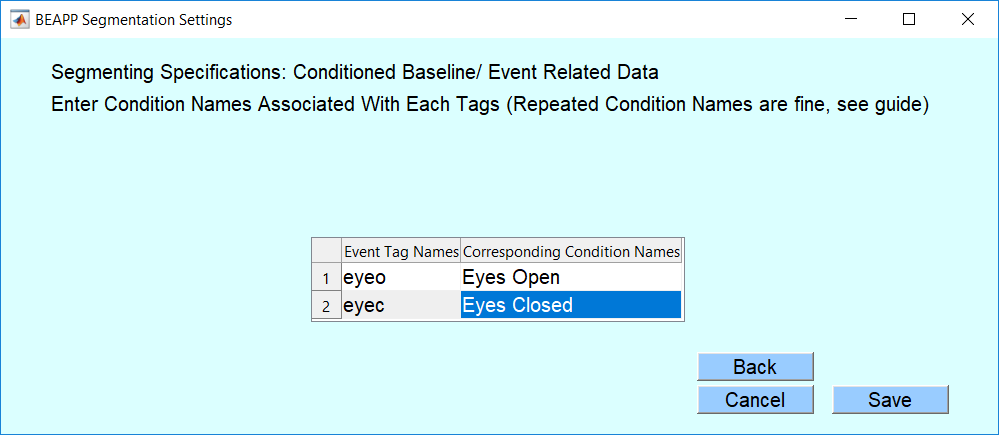 BEAPP Segmentation Settings
Segmenting Specifications: Conditioned Baseline/ Event Related Data
Enter Condition Names Associated With Each Tags (Repeated Condition Names are fine, see guide)
Event Tag Names Corresponding Condition Names
1 eyeo Eyes Open
2 eyec Eyes Closed
Back
Cancel Save